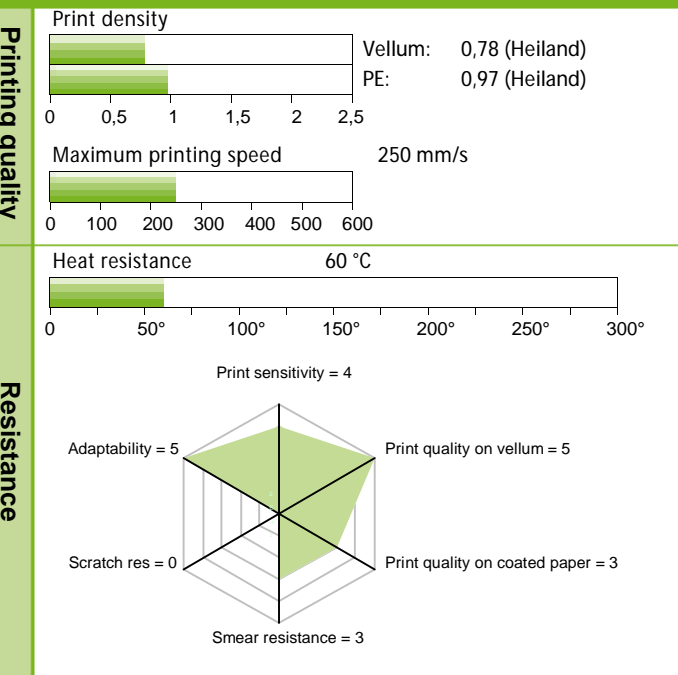 Printing quality
Print density
Vellum: 0,78 (Heiland)
PE: 0,97 (Heiland)
0 0,5 1 1,5 2 2,5
Maximum printing speed 250 mm/s
0 100 200 300 400 500 600
Resistance
Heat resistance 60 °C
0 50° 100° 150° 200° 250° 300°
Print sensitivity = 4
Adaptability = 5
Print quality on vellum = 5
Scratch res = 0
Print quality on coated paper = 3
Smear resistance = 3